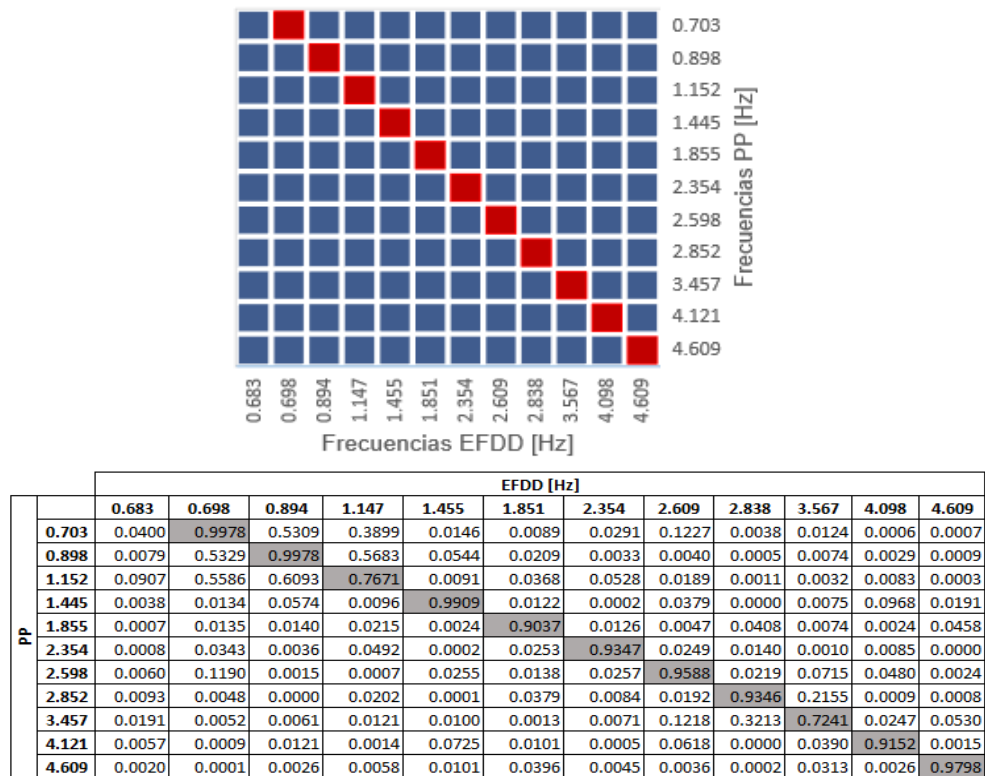 0.703
0.898
1.152
1.445
1.855
2.354
2.598
2.852
3.457
4.121
4.609
Frecuencias PP [Hz]
0.683 0.698 0.894 1.147 1.455 1.851 2.354 2.609 2.838 3.567 4.098 4.609
Frecuencias EFDD [Hz]
EFDD [Hz]
0.683 0.698 0.894 1.147 1.455 1.851 2.354 2.609 2.838 3.567 4.098 4.609
PP
0.703 0.0400 0.9978 0.5309 0.3899 0.0146 0.0089 0.0291 0.1227 0.0038 0.0124 0.0006 0.0007
0.898 0.0079 0.5329 0.9978 0.5683 0.0544 0.0209 0.0033 0.0040 0.0005 0.0074 0.0029 0.0009
1.152 0.0907 0.5586 0.6093 0.7671 0.0091 0.0368 0.0528 0.0189 0.0011 0.0032 0.0083 0.0003
1.445 0.0038 0.0134 0.0574 0.0096 0.9909 0.0122 0.0002 0.0379 0.0000 0.0075 0.0968 0.0191
1.855 0.0007 0.0135 0.0140 0.0215 0.0024 0.9037 0.0126 0.0047 0.0408 0.0074 0.0024 0.0458
2.354 0.0008 0.0343 0.0036 0.0492 0.0002 0.0253 0.9347 0.0249 0.0140 0.0010 0.0085 0.0000
2.598 0.0060 0.1190 0.0015 0.0007 0.0255 0.0138 0.0257 0.9588 0.0219 0.0715 0.0480 0.0024
2.852 0.0093 0.0048 0.0000 0.0202 0.0001 0.0379 0.0084 0.0192 0.9346 0.2155 0.0009 0.0008
3.457 0.0191 0.0052 0.0061 0.0121 0.0100 0.0013 0.0071 0.1218 0.3213 0.7241 0.0247 0.0530
4.121 0.0057 0.0009 0.0121 0.0014 0.0725 0.0101 0.0005 0.0618 0.0000 0.0390 0.9152 0.0015
4.609 0.0020 0.0001 0.0026 0.0058 0.0101 0.0396 0.0045 0.0036 0.0002 0.0313 0.0026 0.9798